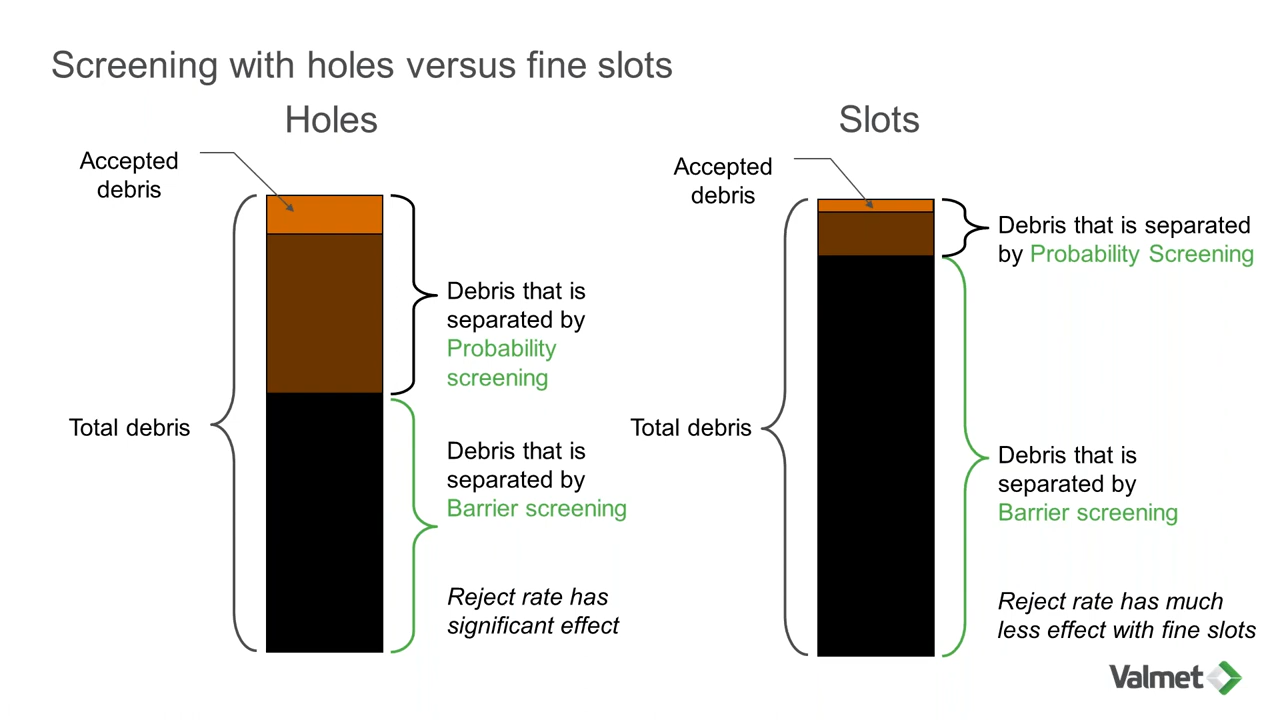 Screening with holes versus fine slots
Holes
Accepted
debris
Total debris
Debris that is
separated by
Probability
screening
Debris that is
separated by
Barrier screening
Reject rate has
significant effect
Slots
Accepted
debris
Total debris
Debris that is separated
by Probability Screening
Debris that is
separated by
Barrier screening
Reject rate has much
less effect with fine slots
Valmet